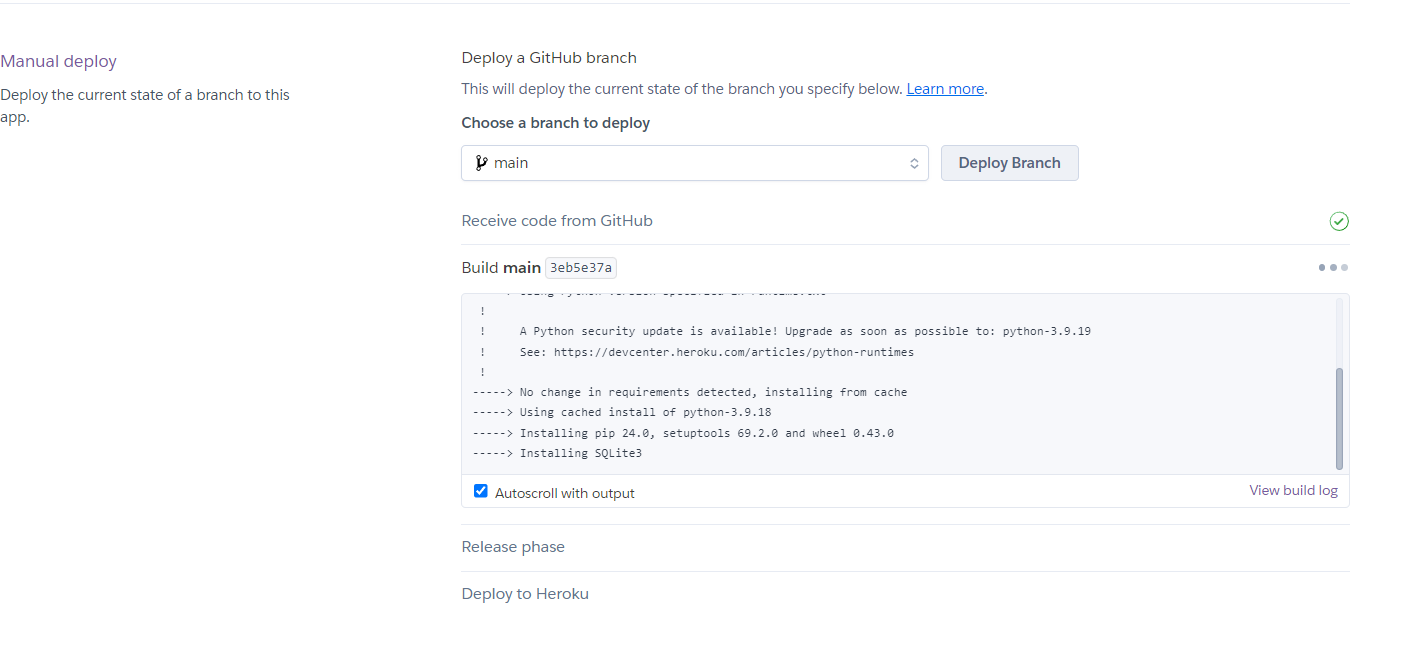 Manual deploy
Deploy the current state of a branch to this
app.
Deploy a GitHub branch
This will deploy the current state of the branch you specify below. Learn more.
Choose a branch to deploy
main
Deploy Branch
Receive code from GitHub
Build main 3eb5e37a
!
! A Python security update is available! Upgrade as soon as possible to: python-3.9.19
! See: https://devcenter.heroku.com/articles/python-runtimes
!
-----> No change in requirements detected, installing from cache
-----> Using cached install of python-3.9.18
-----> Installing pip 24.0, setuptools 69.2.0 and wheel 0.43.0
-----> Installing SQLite3
Autoscroll with output
View build log
Release phase
Deploy to Heroku